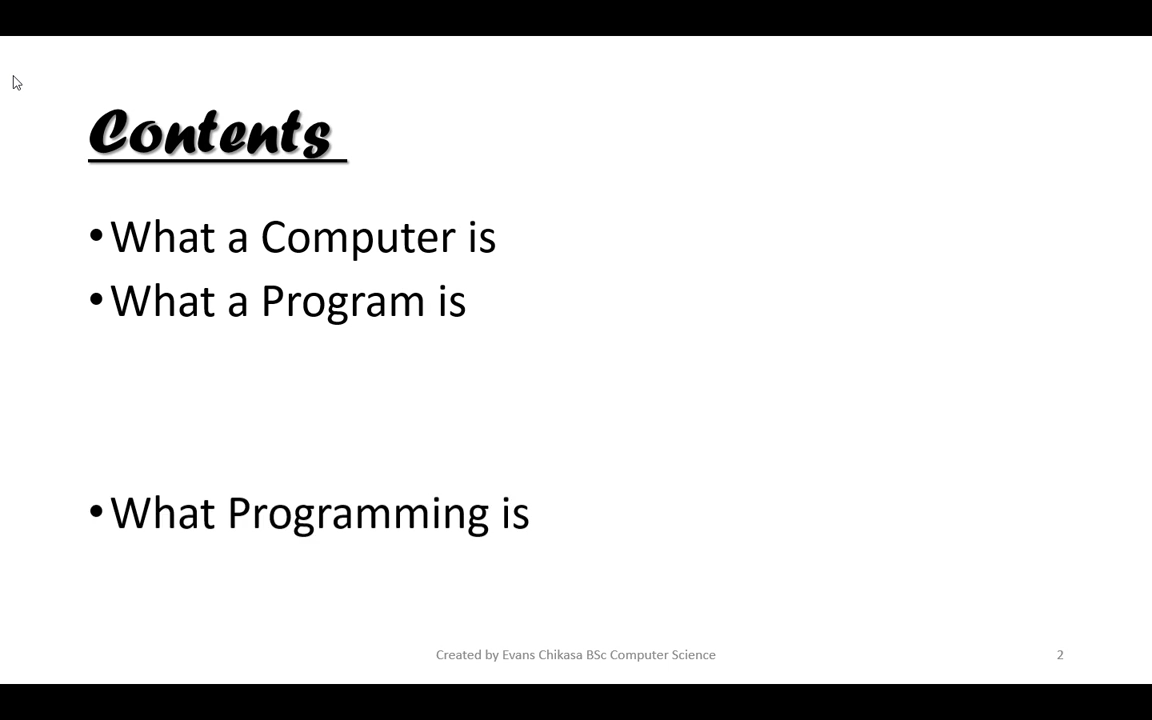 Contents
•What a Computer is
•What a Program is
•What Programming is
Created by Evans Chikasa BSc Computer Science
2